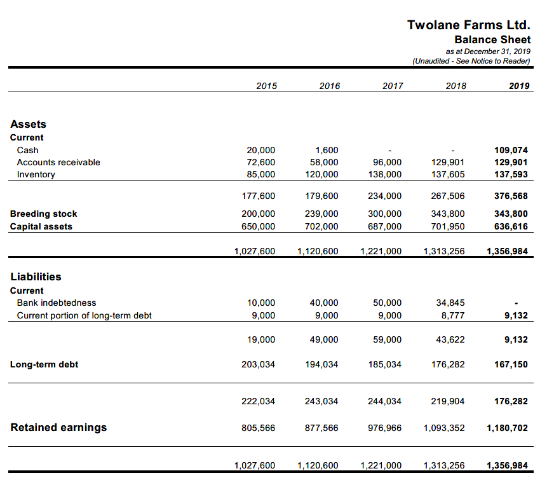 Twolane Farms Ltd.
Balance Sheet
as at December 31, 2019
(Unaudited - See Notice to Reader)
2015 2016 2017 2018 2019
Assets
Current
Cash 20,000 1,600 - - 109,074
Accounts receivable 72,600 58,000 96,000 129,901 129,901
Inventory 85,000 120,000 138,000 137,605 137,593
177,600 179,600 234,000 267,506 376,568
Breeding stock 200,000 239,000 300,000 343,800 343,800
Capital assets 650,000 702,000 687,000 701,950 636,616
1,027,600 1,120,600 1,221,000 1,313,256 1,356,984
Liabilities
Current
Bank indebtedness 10,000 40,000 50,000 34,845 -
Current portion of long-term debt 9,000 9,000 9,000 8,777 9,132
19,000 49,000 59,000 43,622 9,132
Long-term debt 203,034 194,034 185,034 176,282 167,150
222,034 243,034 244,034 219,904 176,282
Retained earnings 805,566 877,566 976,966 1,093,352 1,180,702
1,027,600 1,120,600 1,221,000 1,313,256 1,356,984